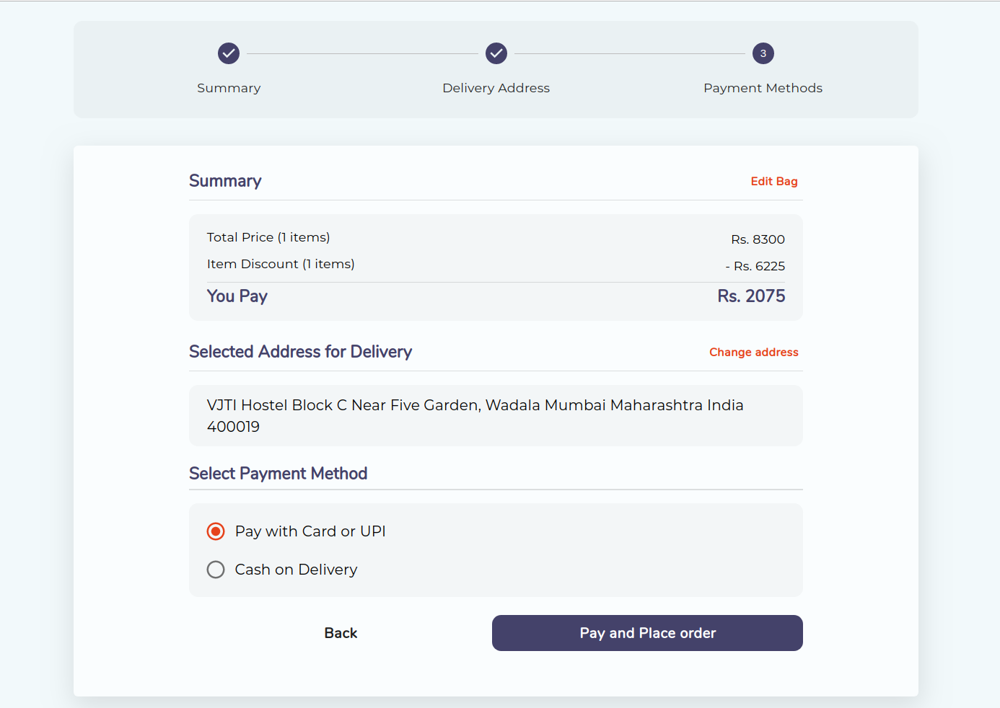 3
Summary
Delivery Address
Payment Methods
Summary
Edit Bag
Total Price (1 items)
Rs. 8300
Item Discount (1 items)
- Rs. 6225
You Pay
Rs. 2075
Selected Address for Delivery
Change address
VJTI Hostel Block C Near Five Garden, Wadala Mumbai Maharashtra India
400019
Select Payment Method
Pay with Card or UPI
Cash on Delivery
Back
Pay and Place order